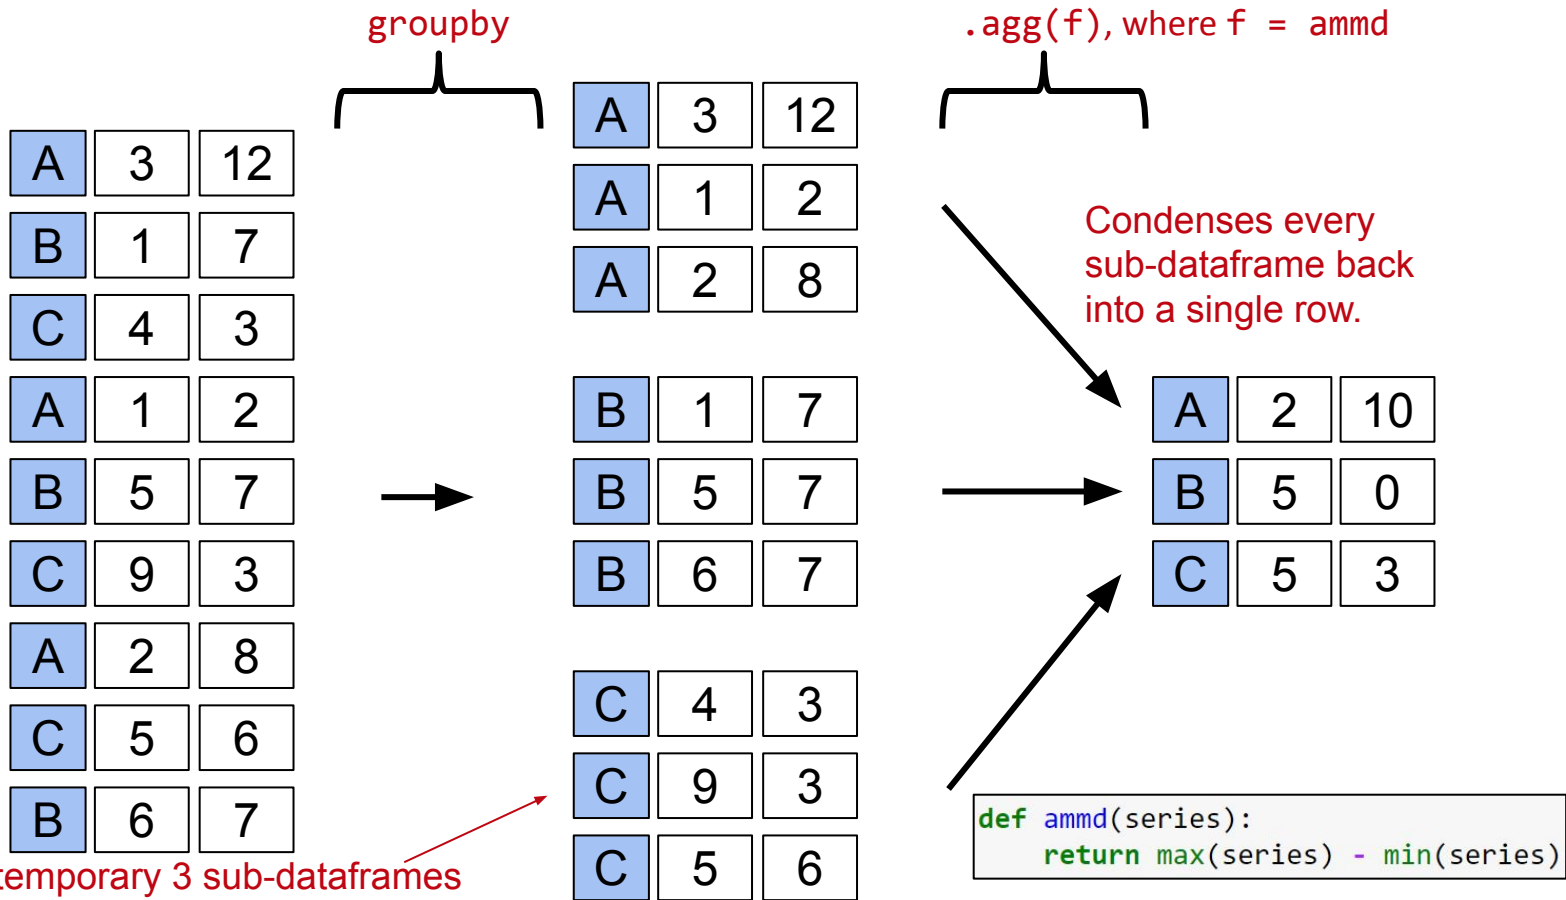 groupby
.agg(f), where f = ammd
A 3 12
B 1 7
C 4 3
A 1 2
B 5 7
C 9 3
A 2 8
C 5 6
B 6 7
temporary 3 sub-dataframes
A 3 12
A 1 2
A 2 8
B 1 7
B 5 7
B 6 7
C 4 3
C 9 3
C 5 6
Condenses every
sub-dataframe back
into a single row.
A 2 10
B 5 0
C 5 3
def ammd(series):
    return max(series) - min(series)